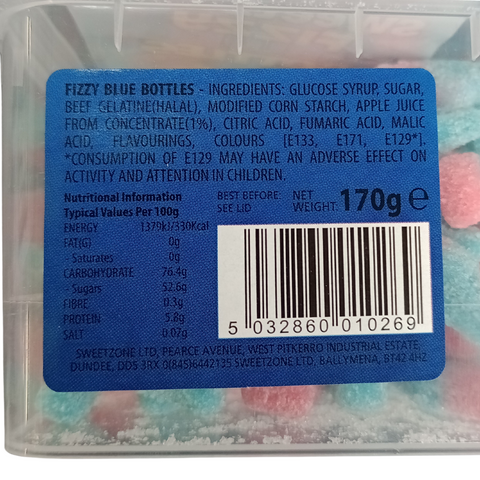 FIZZY BLUE BOTTLES - INGREDIENTS: GLUCOSE SYRUP, SUGAR,
BEEF GELATINE(HALAL), MODIFIED CORN STARCH, APPLE JUICE
FROM CONCENTRATE(1%), CITRIC ACID, FUMARIC ACID, MALIC
ACID, FLAVOURINGS, COLOURS [E133, E171, E129*].
*CONSUMPTION OF E129 MAY HAVE AN ADVERSE EFFECT ON
ACTIVITY AND ATTENTION IN CHILDREN.
Nutritional Information
Typical Values Per 100g
ENERGY 1379kJ/330Kcal
FAT(G) 0g
- Saturates 0g
CARBOHYDRATE 76.4g
- Sugars 52.6g
FIBRE 0.3g
PROTEIN 5.8g
SALT 0.07g
BEST BEFORE:
SEE LID
NET
WEIGHT: 170g e
5 032860 010269
SWEETZONE LTD, PEARCE AVENUE, WEST PITKERRO INDUSTRIAL ESTATE,
DUNDEE, DD5 3RX 0(845)6442135 SWEETZONE LTD, BALLYMENA, BT42 4HZ